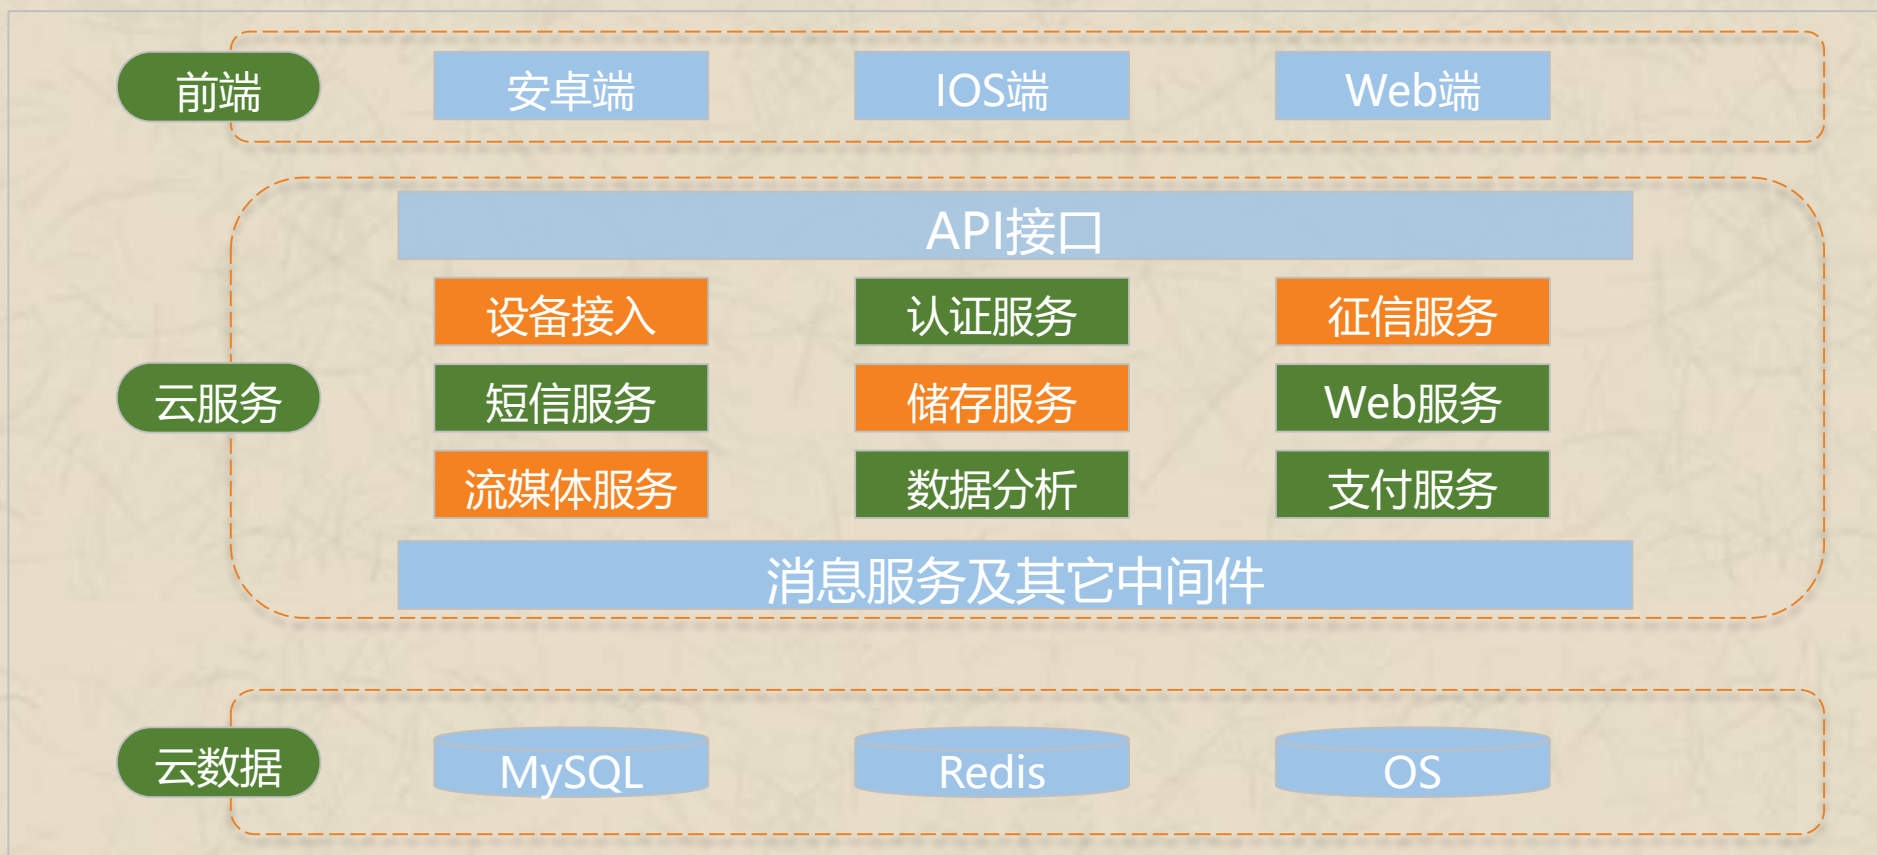 前端
安卓端
IOS端
Web端
API接口
设备接入
认证服务
征信服务
云服务
短信服务
储存服务
Web服务
流媒体服务
数据分析
支付服务
消息服务及其它中间件
云数据
MySQL
Redis
OS